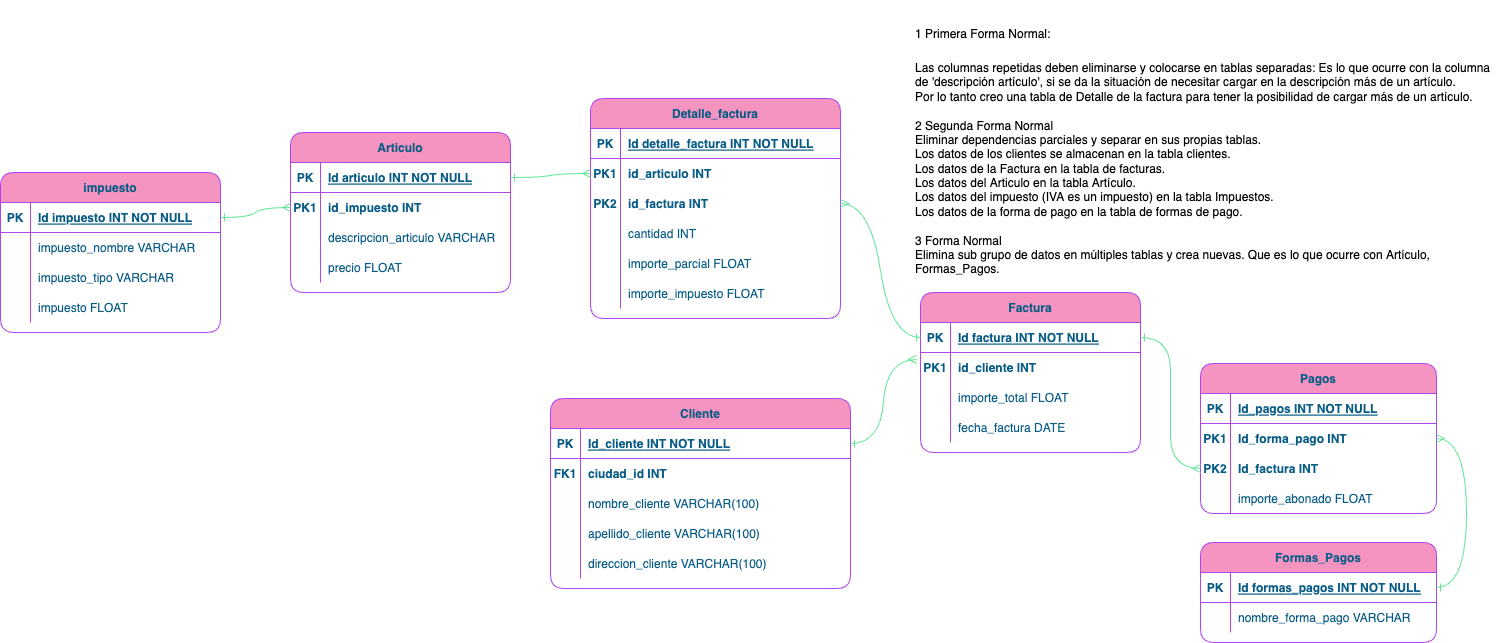 1 Primera Forma Normal:
Las columnas repetidas deben eliminarse y colocarse en tablas separadas: Es lo que ocurre con la columna
de 'descripción artículo', si se da la situación de necesitar cargar en la descripción más de un artículo.
Por lo tanto creo una tabla de Detalle de la factura para tener la posibilidad de cargar más de un artículo.
2 Segunda Forma Normal
Eliminar dependencias parciales y separar en sus propias tablas.
Los datos de los clientes se almacenan en la tabla clientes.
Los datos de la Factura en la tabla de facturas.
Los datos del Articulo en la tabla Artículo.
Los datos del impuesto (IVA es un impuesto) en la tabla Impuestos.
Los datos de la forma de pago en la tabla de formas de pago.
3 Forma Normal
Elimina sub grupo de datos en múltiples tablas y crea nuevas. Que es lo que ocurre con Artículo,
Formas_Pagos.
impuesto
PK Id impuesto INT NOT NULL
impuesto_nombre VARCHAR
impuesto_tipo VARCHAR
impuesto FLOAT
Articulo
PK Id articulo INT NOT NULL
PK1 id_impuesto INT
descripcion_articulo VARCHAR
precio FLOAT
Detalle_factura
PK Id detalle_factura INT NOT NULL
PK1 id_articulo INT
PK2 id_factura INT
cantidad INT
importe_parcial FLOAT
importe_impuesto FLOAT
Factura
PK Id factura INT NOT NULL
PK1 id_cliente INT
importe_total FLOAT
fecha_factura DATE
Cliente
PK Id_cliente INT NOT NULL
FK1 ciudad_id INT
nombre_cliente VARCHAR(100)
apellido_cliente VARCHAR(100)
direccion_cliente VARCHAR(100)
Pagos
PK Id_pagos INT NOT NULL
PK1 Id_forma_pago INT
PK2 Id_factura INT
importe_abonado FLOAT
Formas_Pagos
PK Id formas_pagos INT NOT NULL
nombre_forma_pago VARCHAR